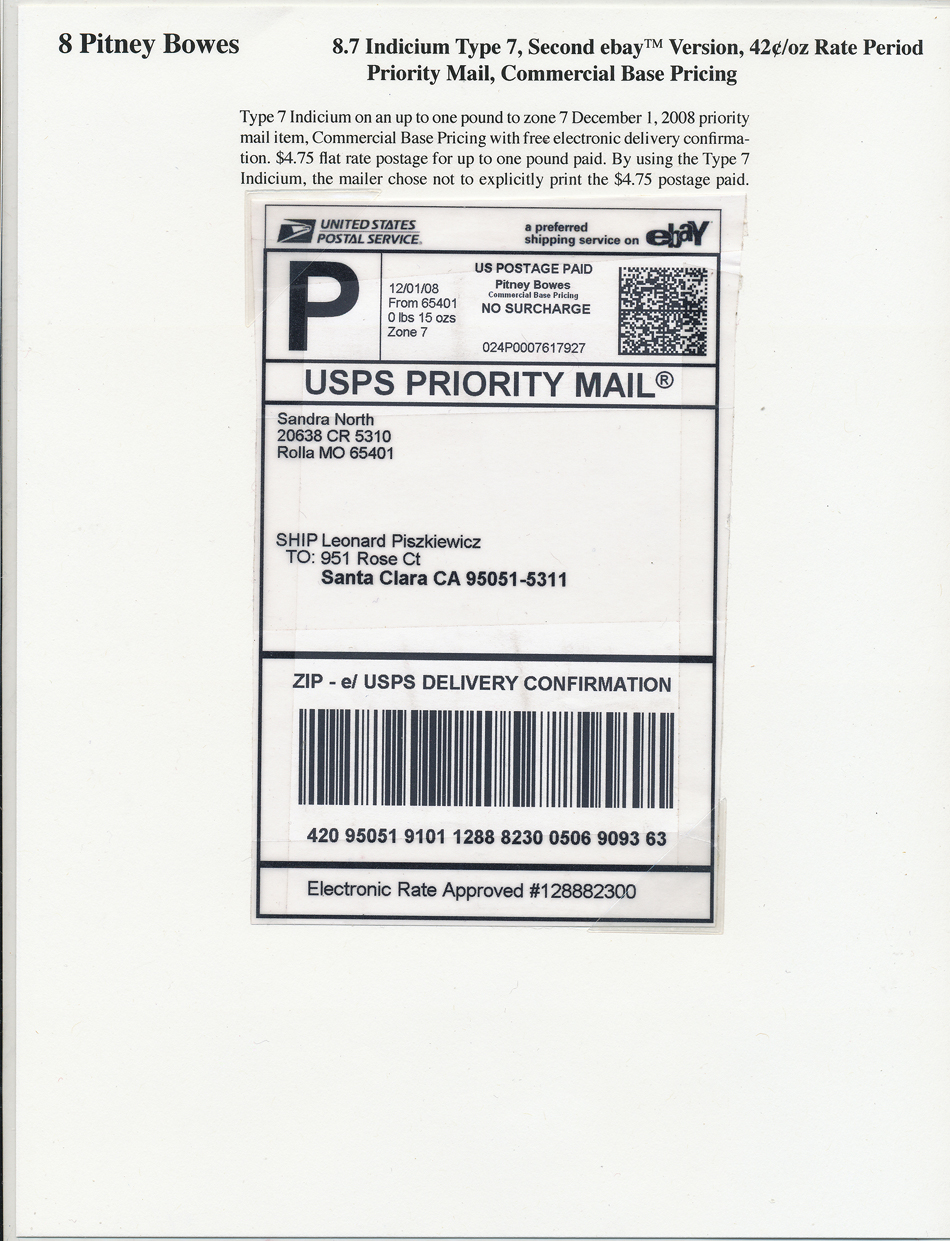 8 Pitney Bowes
8.7 Indicium Type 7, Second ebay™ Version, 42¢/oz Rate Period
Priority Mail, Commercial Base Pricing
Type 7 Indicium on an up to one pound to zone 7 December 1, 2008 priority
mail item, Commercial Base Pricing with free electronic delivery confirma-
tion. $4.75 flat rate postage for up to one pound paid. By using the Type 7
Indicium, the mailer chose not to explicitly print the $4.75 postage paid.
UNITED STATES
POSTAL SERVICE®
a preferred
shipping service on ebaY
P
12/01/08
From 65401
0 lbs 15 ozs
Zone 7
US POSTAGE PAID
Pitney Bowes
Commercial Base Pricing
NO SURCHARGE
024P0007617927
USPS PRIORITY MAIL®
Sandra North
20638 CR 5310
Rolla MO 65401
SHIP Leonard Piszkiewicz
TO: 951 Rose Ct
Santa Clara CA 95051-5311
ZIP - e/ USPS DELIVERY CONFIRMATION
420 95051 9101 1288 8230 0506 9093 63
Electronic Rate Approved #128882300